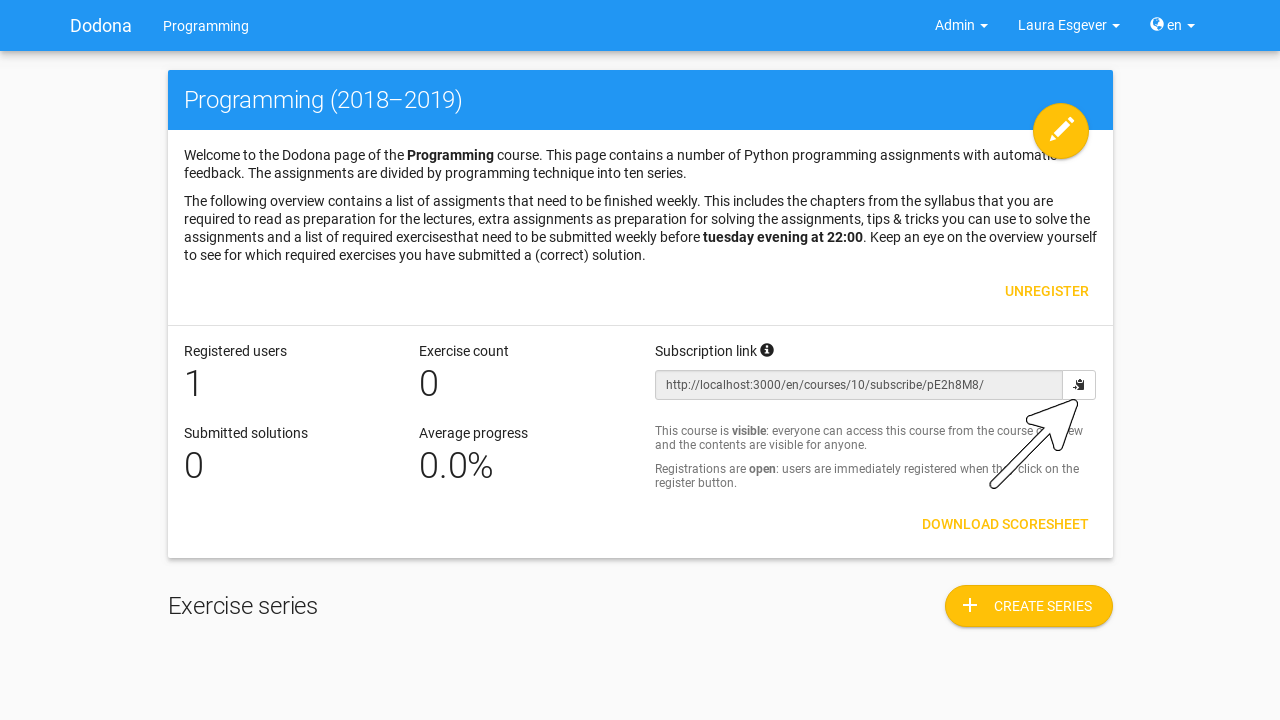 Dodona Programming Admin Laura Esgever en
Programming (2018–2019)
Welcome to the Dodona page of the Programming course. This page contains a number of Python programming assignments with automatic
feedback. The assignments are divided by programming technique into ten series.
The following overview contains a list of assigments that need to be finished weekly. This includes the chapters from the syllabus that you are
required to read as preparation for the lectures, extra assignments as preparation for solving the assignments, tips & tricks you can use to solve the
assignments and a list of required exercisesthat need to be submitted weekly before tuesday evening at 22:00. Keep an eye on the overview yourself
to see for which required exercises you have submitted a (correct) solution.
UNREGISTER
Registered users
1
Exercise count
0
Subscription link
http://localhost:3000/en/courses/10/subscribe/pE2h8M8/
Submitted solutions
0
Average progress
0.0%
This course is visible: everyone can access this course from the course
and the contents are visible for anyone.
Registrations are open: users are immediately registered when click on the
register button.
DOWNLOAD SCORESHEET
Exercise series
CREATE SERIES